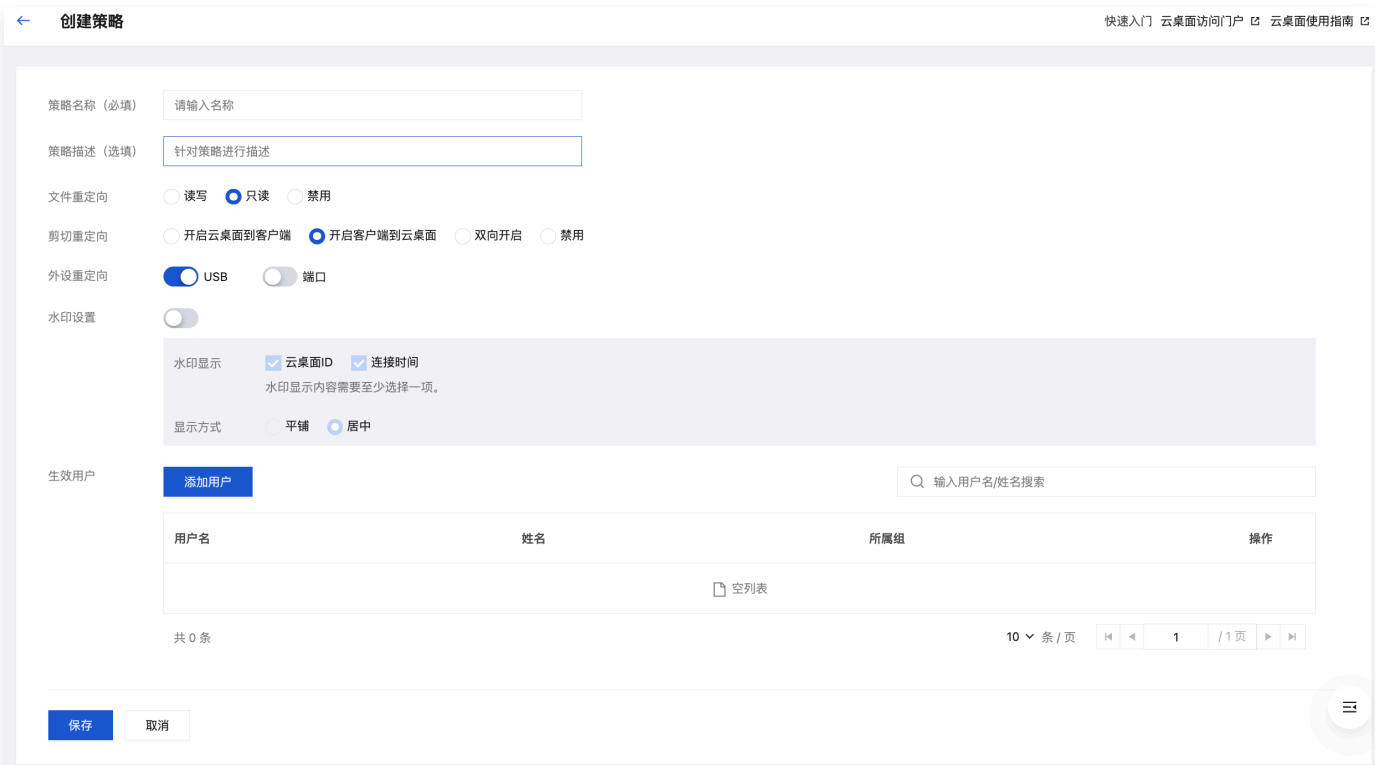 创建策略 快速入门 云桌面访问门户 云桌面使用指南
策略名称（必填） 请输入名称
策略描述（选填） 针对策略进行描述
文件重定向 读写 只读 禁用
剪切重定向 开启云桌面到客户端 开启客户端到云桌面 双向开启 禁用
外设重定向 USB 端口
水印设置
水印显示 云桌面ID 连接时间
水印显示内容需要至少选择一项。
显示方式 平铺 居中
生效用户 添加用户 输入用户名/姓名搜索
用户名 姓名 所属组 操作
空列表
共 0 条 10 条 / 页 1 / 1 页
保存 取消